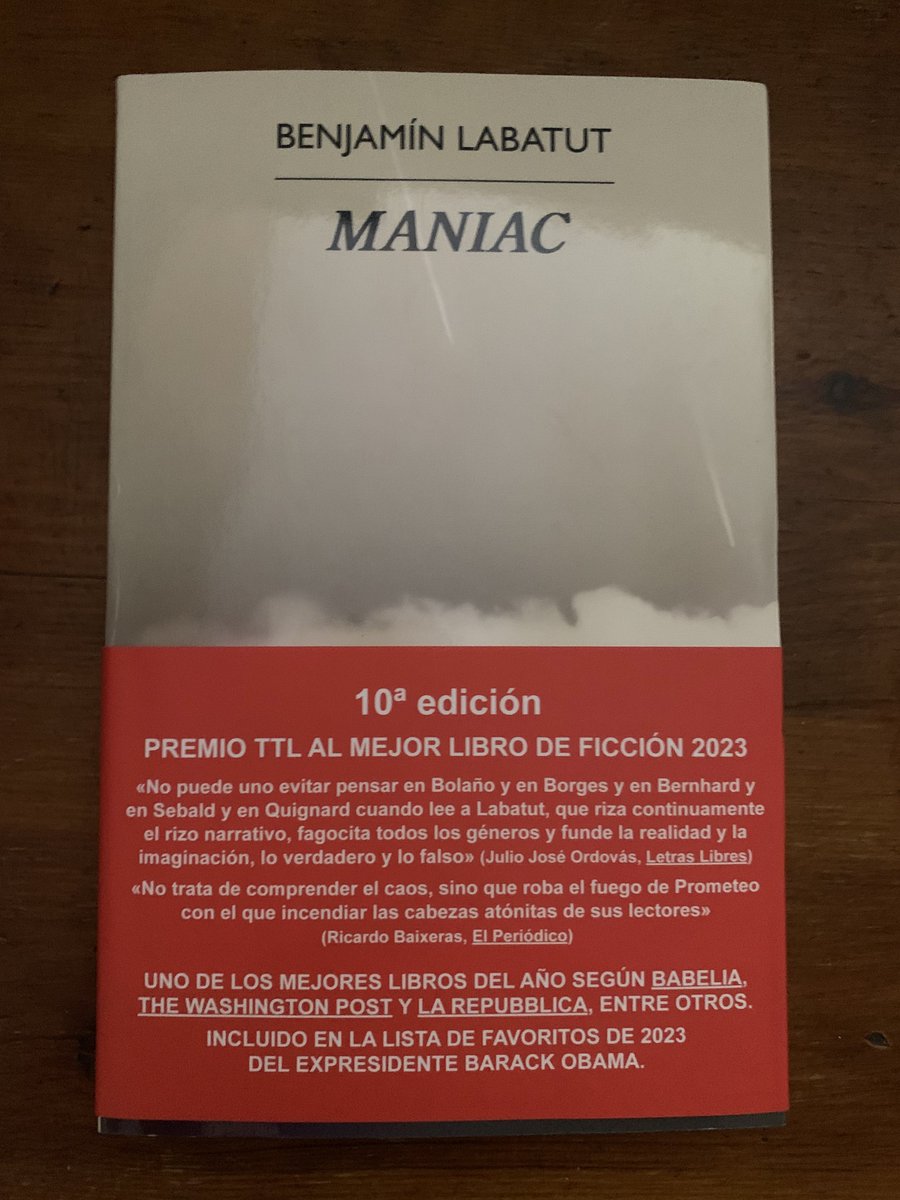 BENJAMÍN LABATUT
MANIAC
10ª edición
PREMIO TTL AL MEJOR LIBRO DE FICCIÓN 2023
«No puede uno evitar pensar en Bolaño y en Borges y en Bernhard y
en Sebald y en Quignard cuando lee a Labatut, que riza continuamente
el rizo narrativo, fagocita todos los géneros y funde la realidad y la
imaginación, lo verdadero y lo falso» (Julio José Ordovás, Letras Libres)
«No trata de comprender el caos, sino que roba el fuego de Prometeo
con el que incendiar las cabezas atónitas de sus lectores»
(Ricardo Baixeras, El Periódico)
UNO DE LOS MEJORES LIBROS DEL AÑO SEGÚN BABELIA,
THE WASHINGTON POST Y LA REPUBBLICA, ENTRE OTROS.
INCLUIDO EN LA LISTA DE FAVORITOS DE 2023
DEL EXPRESIDENTE BARACK OBAMA.